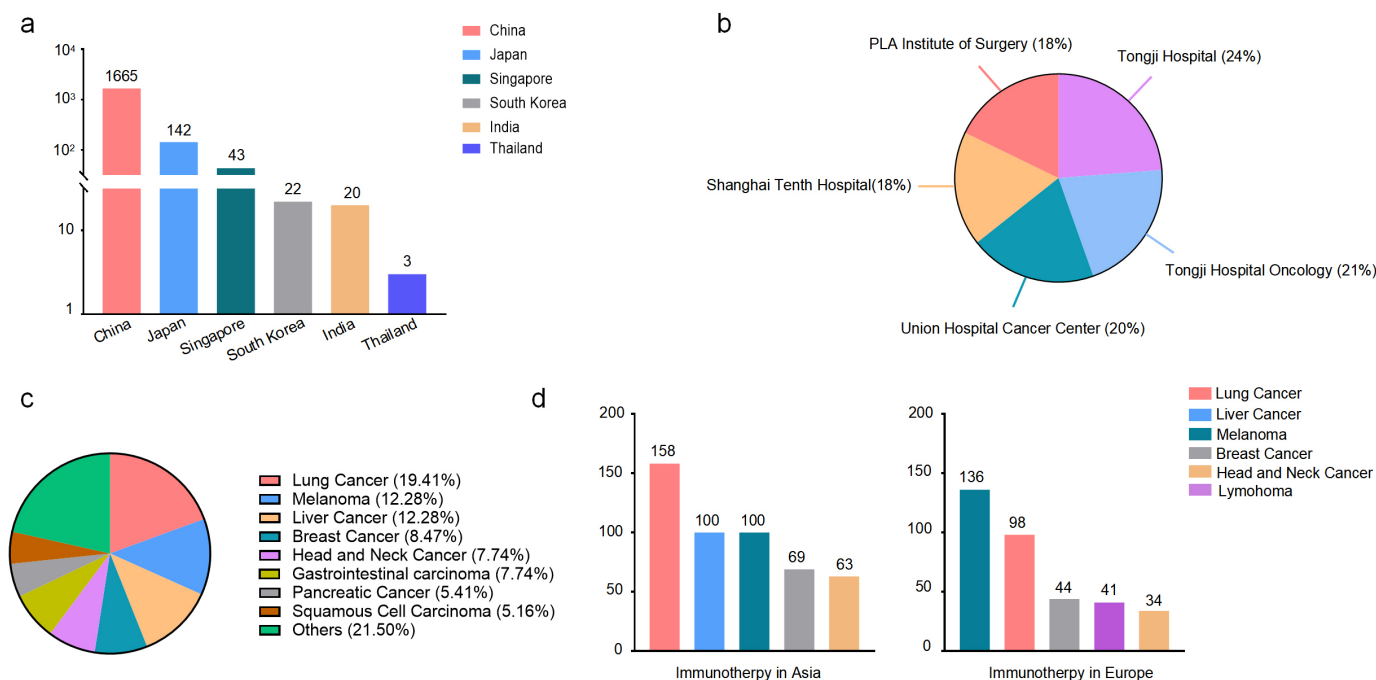 a
10⁴
10³
10²
10
1
1665
142
43
22
20
3
China
Japan
Singapore
South Korea
India
Thailand
China
Japan
Singapore
South Korea
India
Thailand
b
PLA Institute of Surgery (18%)
Tongji Hospital (24%)
Shanghai Tenth Hospital(18%)
Tongji Hospital Oncology (21%)
Union Hospital Cancer Center (20%)
c
Lung Cancer (19.41%)
Melanoma (12.28%)
Liver Cancer (12.28%)
Breast Cancer (8.47%)
Head and Neck Cancer (7.74%)
Gastrointestinal carcinoma (7.74%)
Pancreatic Cancer (5.41%)
Squamous Cell Carcinoma (5.16%)
Others (21.50%)
d
200
150
100
50
0
158
100
100
69
63
Immunotherpy in Asia
200
150
100
50
0
136
98
44
41
34
Immunotherpy in Europe
Lung Cancer
Liver Cancer
Melanoma
Breast Cancer
Head and Neck Cancer
Lymohoma